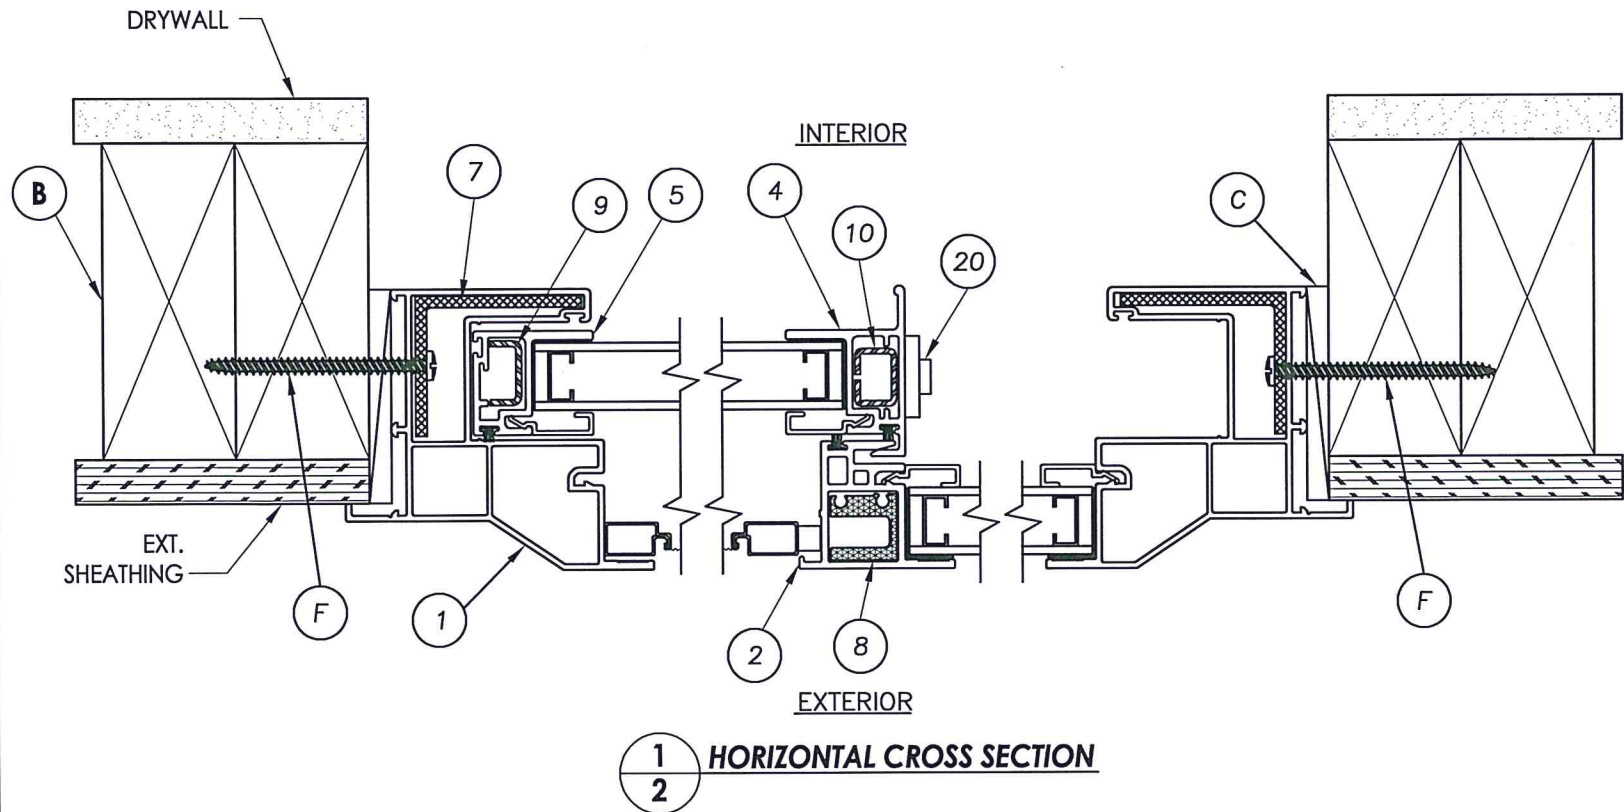 DRYWALL
INTERIOR
B
7
9
5
4
10
20
C
EXT.
SHEATHING
F
1
2
8
F
EXTERIOR
1
2
HORIZONTAL CROSS SECTION